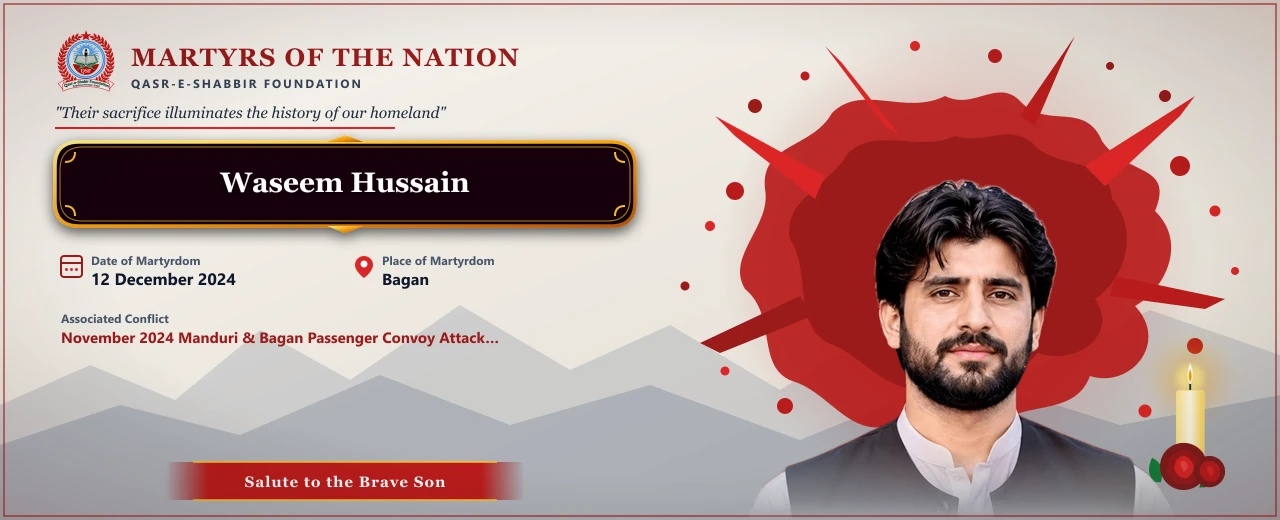 MARTYRS OF THE NATION
QASR-E-SHABBIR FOUNDATION
"Their sacrifice illuminates the history of our homeland"
Waseem Hussain
Date of Martyrdom
12 December 2024
Place of Martyrdom
Bagan
Associated Conflict
November 2024 Manduri & Bagan Passenger Convoy Attack...
Salute to the Brave Son